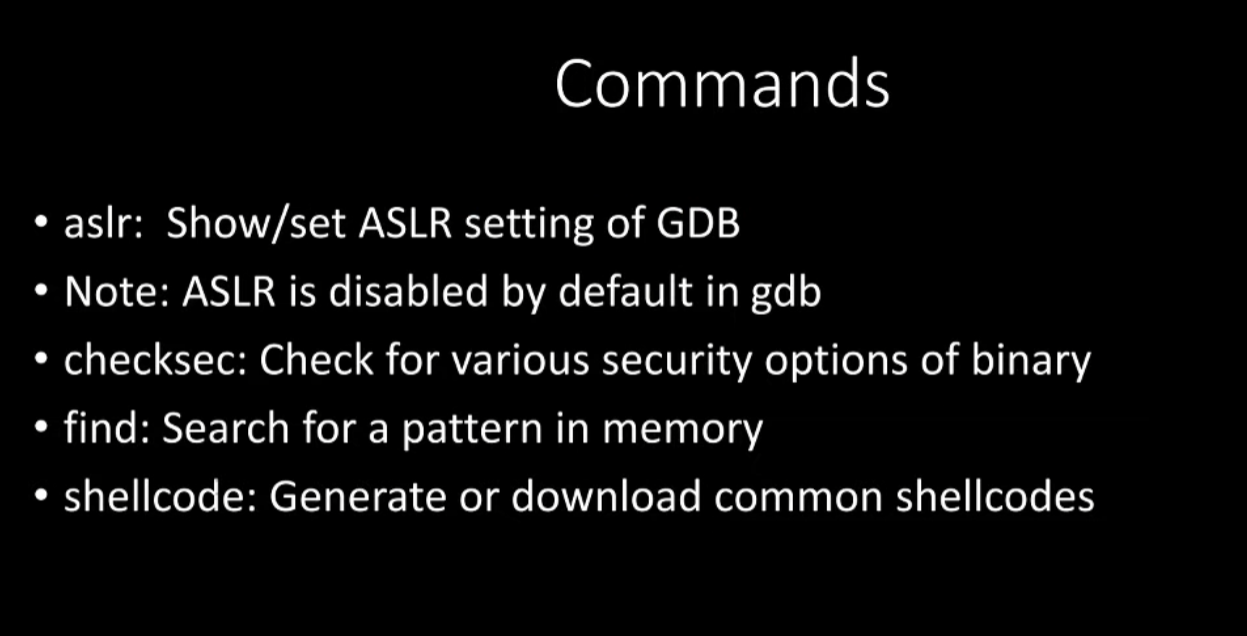 Commands
• aslr:  Show/set ASLR setting of GDB
• Note: ASLR is disabled by default in gdb
• checksec: Check for various security options of binary
• find: Search for a pattern in memory
• shellcode: Generate or download common shellcodes